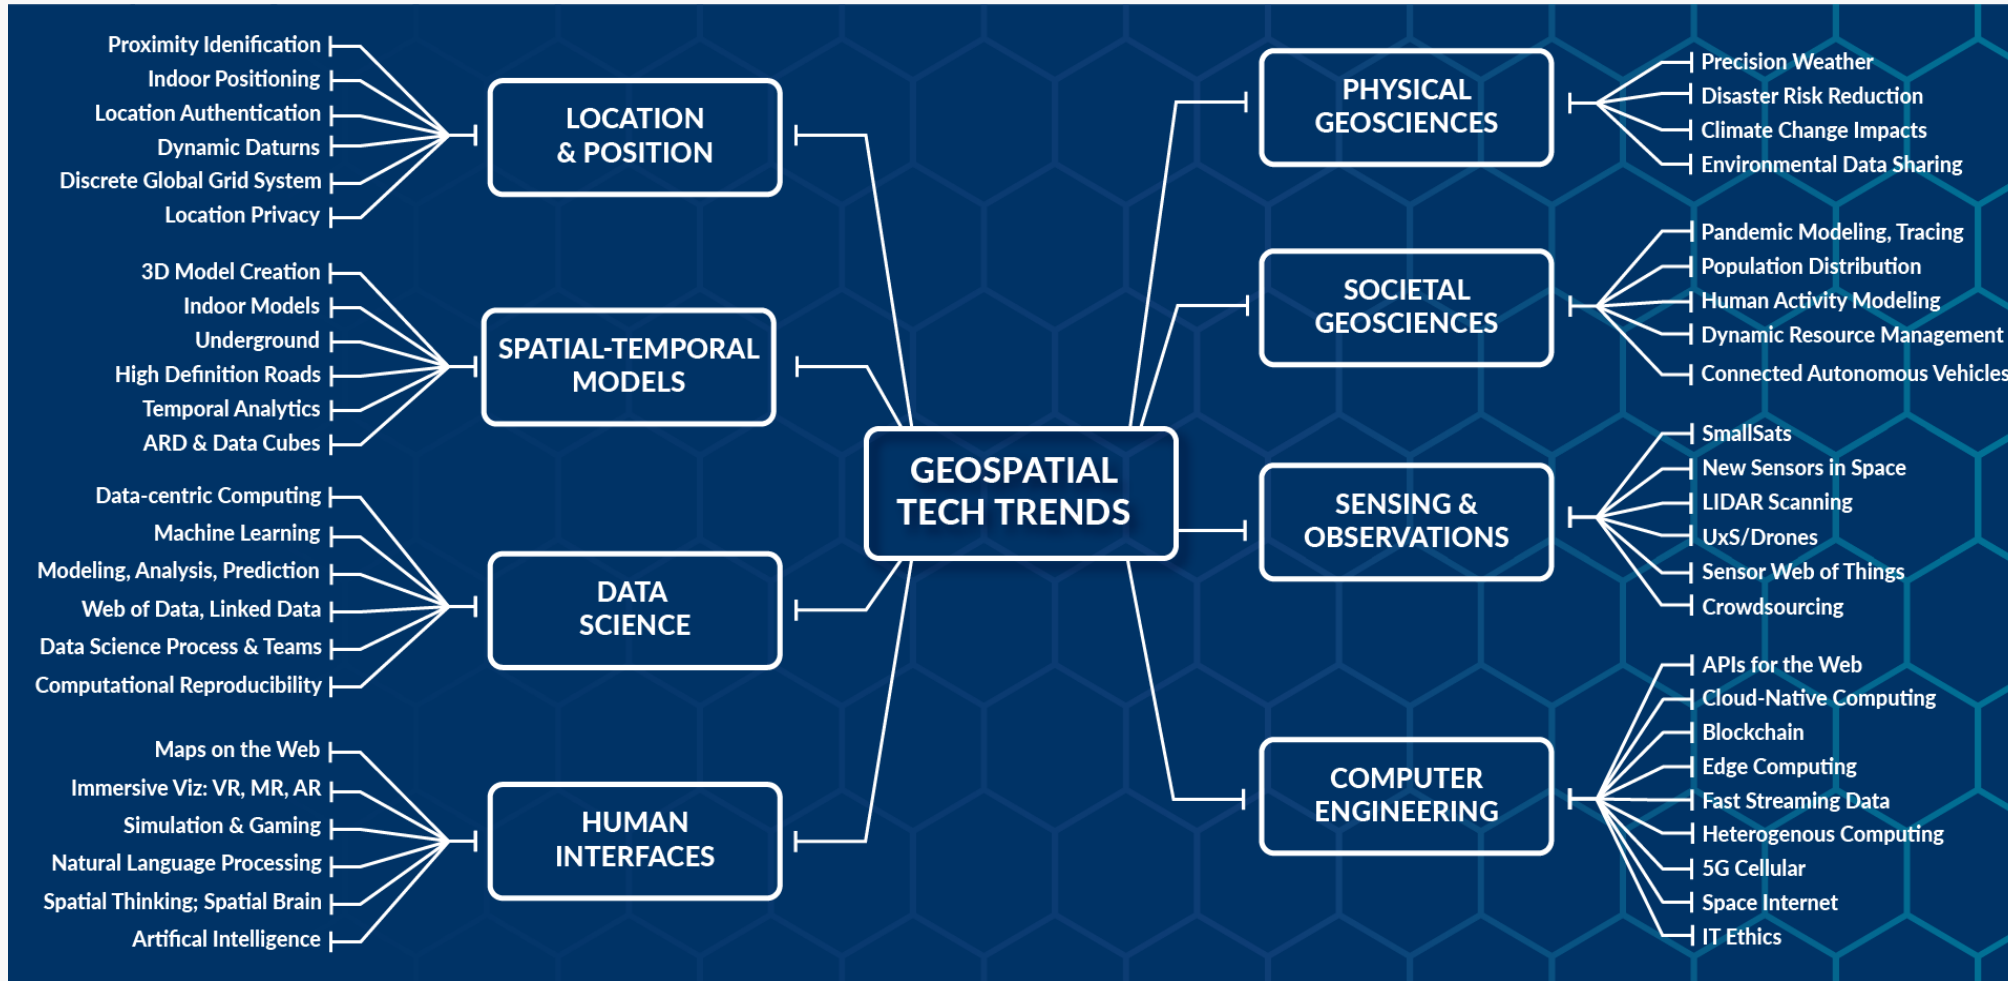 Proximity Idenification
Indoor Positioning
Location Authentication
Dynamic Daturns
Discrete Global Grid System
Location Privacy
LOCATION
& POSITION
3D Model Creation
Indoor Models
Underground
High Definition Roads
Temporal Analytics
ARD & Data Cubes
SPATIAL-TEMPORAL
MODELS
Data-centric Computing
Machine Learning
Modeling, Analysis, Prediction
Web of Data, Linked Data
Data Science Process & Teams
Computational Reproducibility
DATA
SCIENCE
Maps on the Web
Immersive Viz: VR, MR, AR
Simulation & Gaming
Natural Language Processing
Spatial Thinking; Spatial Brain
Artifical Intelligence
HUMAN
INTERFACES
GEOSPATIAL
TECH TRENDS
PHYSICAL
GEOSCIENCES
Precision Weather
Disaster Risk Reduction
Climate Change Impacts
Environmental Data Sharing
SOCIETAL
GEOSCIENCES
Pandemic Modeling, Tracing
Population Distribution
Human Activity Modeling
Dynamic Resource Management
Connected Autonomous Vehicles
SENSING &
OBSERVATIONS
SmallSats
New Sensors in Space
LIDAR Scanning
UxS/Drones
Sensor Web of Things
Crowdsourcing
COMPUTER
ENGINEERING
APIs for the Web
Cloud-Native Computing
Blockchain
Edge Computing
Fast Streaming Data
Heterogenous Computing
5G Cellular
Space Internet
IT Ethics